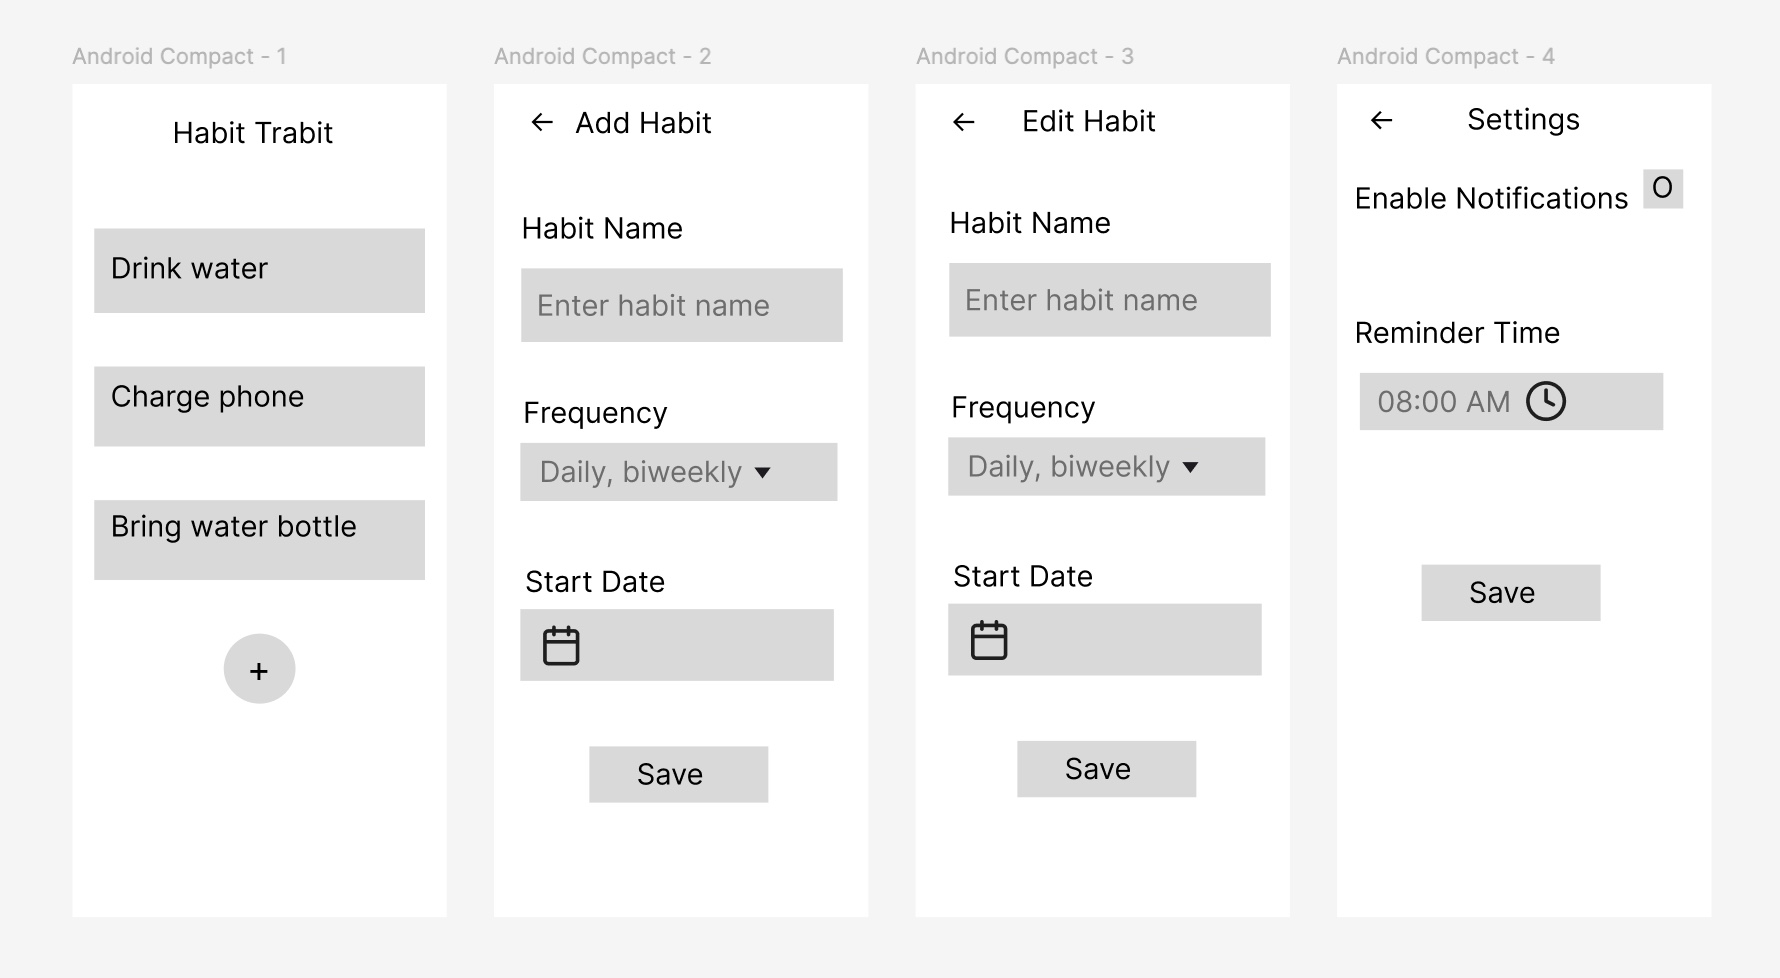 Android Compact - 1
Habit Trabit
Drink water
Charge phone
Bring water bottle
+
Android Compact - 2
← Add Habit
Habit Name
Enter habit name
Frequency
Daily, biweekly ▼
Start Date
Save
Android Compact - 3
← Edit Habit
Habit Name
Enter habit name
Frequency
Daily, biweekly ▼
Start Date
Save
Android Compact - 4
← Settings
Enable Notifications O
Reminder Time
08:00 AM
Save